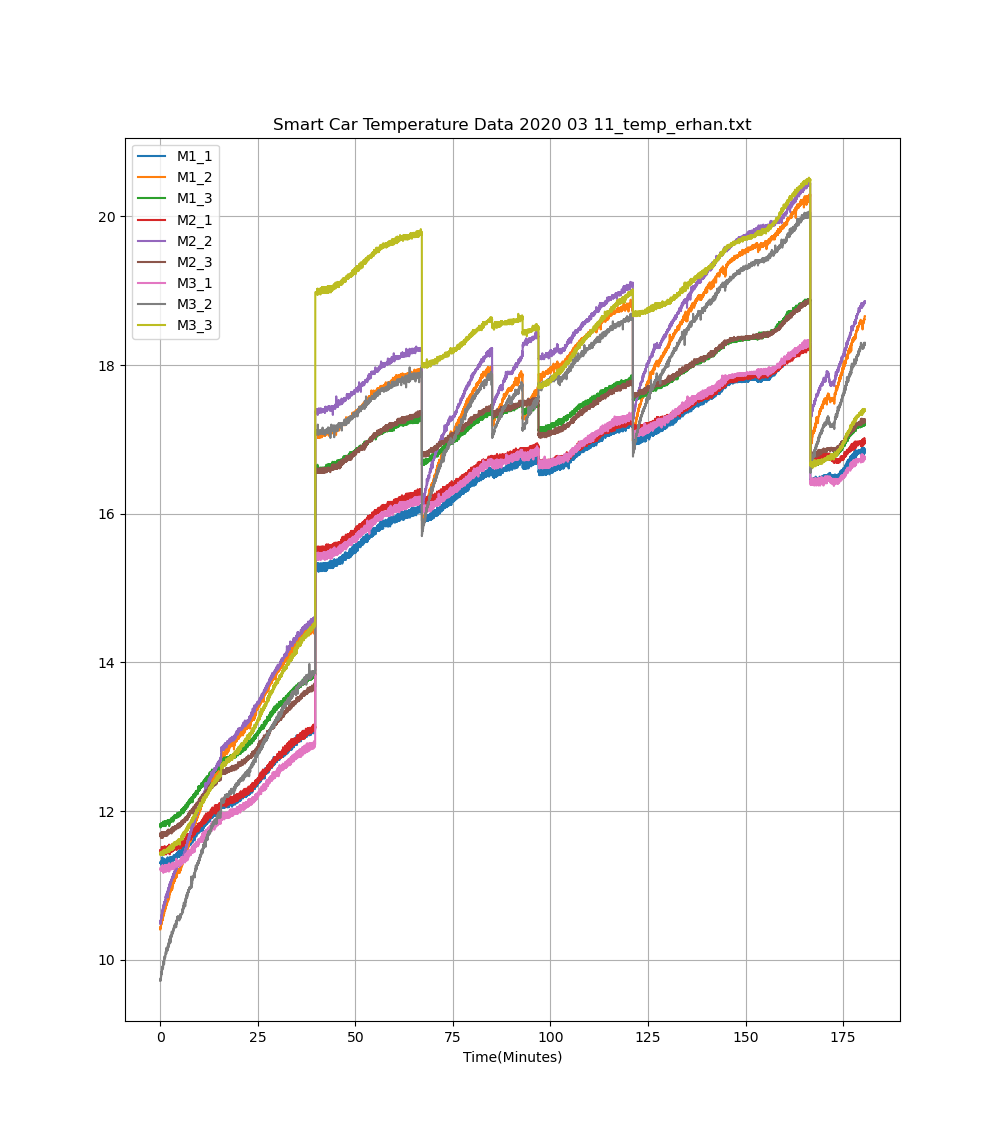 Smart Car Temperature Data 2020 03 11_temp_erhan.txt
M1_1
M1_2
M1_3
M2_1
M2_2
M2_3
M3_1
M3_2
M3_3
20
18
16
14
12
10
0 25 50 75 100 125 150 175
Time(Minutes)